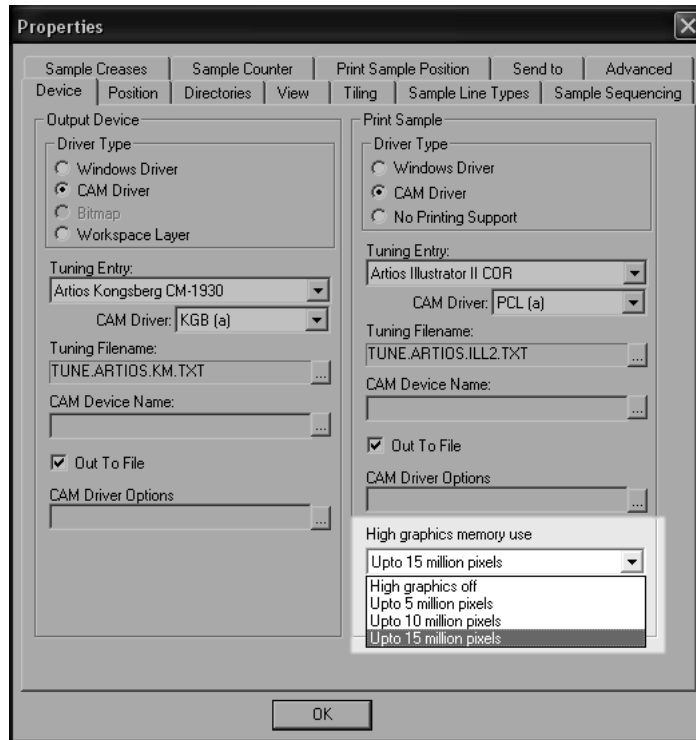 Properties
Sample Creases
Sample Counter
Print Sample Position
Send to
Advanced
Device
Position
Directories
View
Tiling
Sample Line Types
Sample Sequencing
Output Device
Driver Type
Windows Driver
CAM Driver
Bitmap
Workspace Layer
Tuning Entry:
Artios Kongsberg CM-1930
CAM Driver: KGB (a)
Tuning Filename:
TUNE.ARTIOS.KM.TXT
...
CAM Device Name:
...
Out To File
CAM Driver Options
...
Print Sample
Driver Type
Windows Driver
CAM Driver
No Printing Support
Tuning Entry:
Artios Illustrator II COR
CAM Driver: PCL (a)
Tuning Filename:
TUNE.ARTIOS.ILL2.TXT
...
CAM Device Name:
...
Out To File
CAM Driver Options
...
High graphics memory use
Upto 15 million pixels
High graphics off
Upto 5 million pixels
Upto 10 million pixels
Upto 15 million pixels
OK